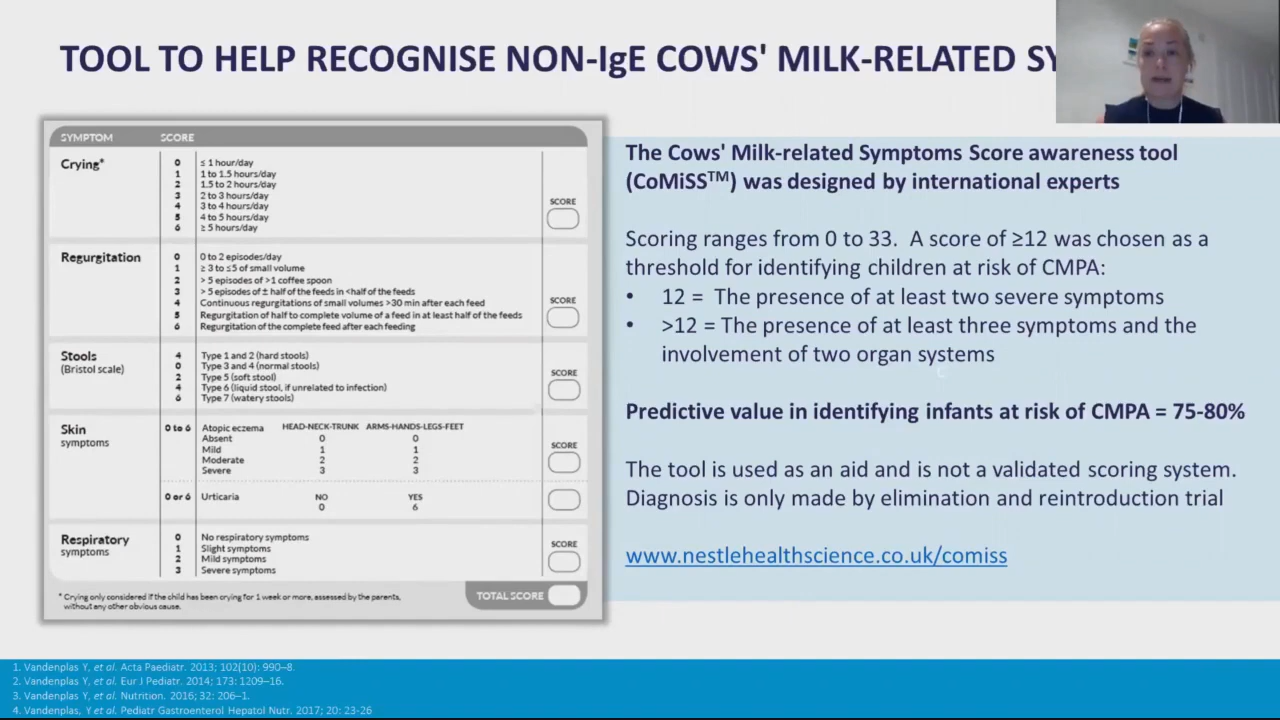 TOOL TO HELP RECOGNISE NON-IgE COWS' MILK-RELATED SY
SYMPTOM SCORE
Crying*
0 ≤ 1 hour/day
1 1 to 1.5 hours/day
2 1.5 to 2 hours/day
3 2 to 3 hours/day
4 3 to 4 hours/day
5 4 to 5 hours/day
6 ≥ 5 hours/day
SCORE
Regurgitation
0 0 to 2 episodes/day
1 ≥ 3 to ≤5 of small volume
2 > 5 episodes of >1 coffee spoon
3 > 5 episodes of ± half of the feeds in <half of the feeds
4 Continuous regurgitations of small volumes >30 min after each feed
5 Regurgitation of half to complete volume of a feed in at least half of the feeds
6 Regurgitation of the complete feed after each feeding
SCORE
Stools
(Bristol scale)
4 Type 1 and 2 (hard stools)
0 Type 3 and 4 (normal stools)
2 Type 5 (soft stool)
4 Type 6 (liquid stool, if unrelated to infection)
6 Type 7 (watery stools)
SCORE
Skin
symptoms
0 to 6 Atopic eczema HEAD-NECK-TRUNK ARMS-HANDS-LEGS-FEET
Absent 0 0
Mild 1 1
Moderate 2 2
Severe 3 3
SCORE
0 or 6 Urticaria NO YES
0 6
Respiratory
symptoms
0 No respiratory symptoms
1 Slight symptoms
2 Mild symptoms
3 Severe symptoms
SCORE
* Crying only considered if the child has been crying for 1 week or more, assessed by the parents,
without any other obvious cause.
TOTAL SCORE
The Cows' Milk-related Symptoms Score awareness tool
(CoMiSS™) was designed by international experts
Scoring ranges from 0 to 33. A score of ≥12 was chosen as a
threshold for identifying children at risk of CMPA:
• 12 = The presence of at least two severe symptoms
• >12 = The presence of at least three symptoms and the
involvement of two organ systems
Predictive value in identifying infants at risk of CMPA = 75-80%
The tool is used as an aid and is not a validated scoring system.
Diagnosis is only made by elimination and reintroduction trial
www.nestlehealthscience.co.uk/comiss
1. Vandenplas Y, et al. Acta Paediatr. 2013; 102(10): 990–8.
2. Vandenplas Y, et al. Eur J Pediatr. 2014; 173: 1209–16.
3. Vandenplas Y, et al. Nutrition. 2016; 32: 206–1.
4. Vandenplas, Y et al. Pediatr Gastroenterol Hepatol Nutr. 2017; 20: 23-26